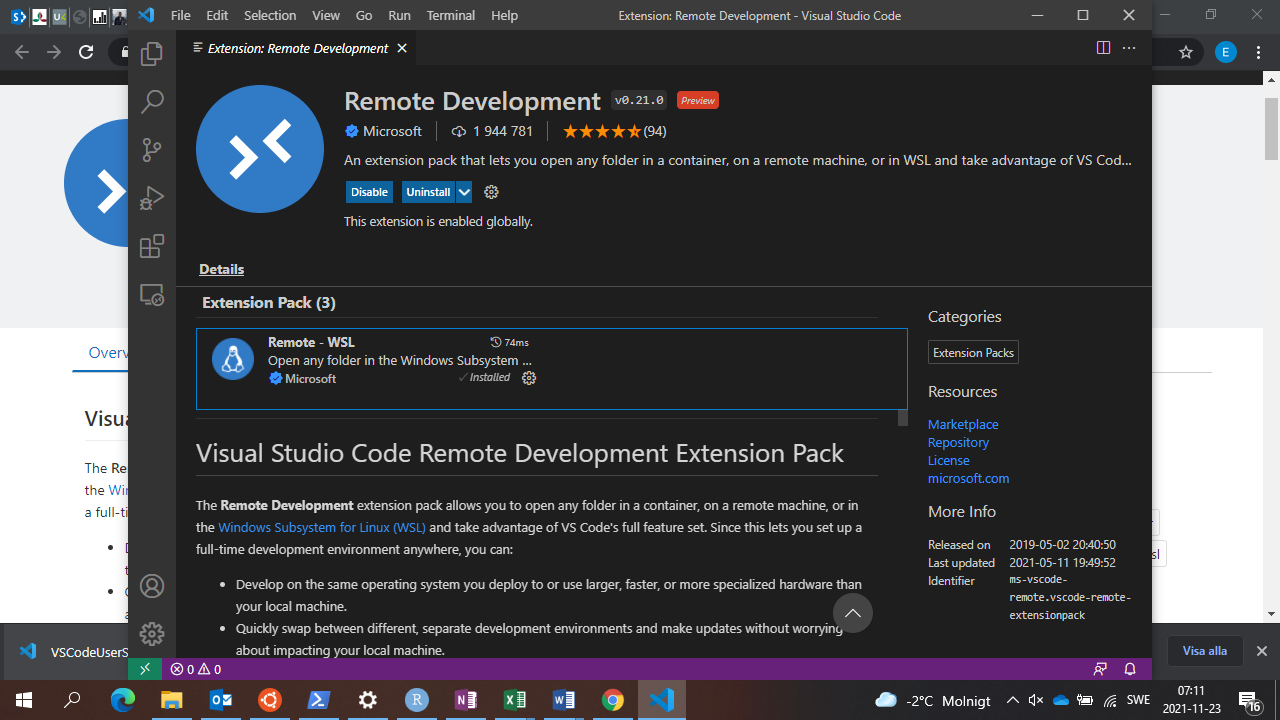 File Edit Selection View Go Run Terminal Help
Extension: Remote Development - Visual Studio Code
Extension: Remote Development
E
Remote Development v0.21.0 Preview
Microsoft 1 944 781 (94)
An extension pack that lets you open any folder in a container, on a remote machine, or in WSL and take advantage of VS Cod...
Disable Uninstall
This extension is enabled globally.
Details
Extension Pack (3)
Remote - WSL 74ms
Open any folder in the Windows Subsystem ...
Microsoft Installed
Visual Studio Code Remote Development Extension Pack
The Remote Development extension pack allows you to open any folder in a container, on a remote machine, or in
the Windows Subsystem for Linux (WSL) and take advantage of VS Code's full feature set. Since this lets you set up a
full-time development environment anywhere, you can:
• Develop on the same operating system you deploy to or use larger, faster, or more specialized hardware than
your local machine.
• Quickly swap between different, separate development environments and make updates without worrying
about impacting your local machine.
Categories
Extension Packs
Resources
Marketplace
Repository
License
microsoft.com
More Info
Released on 2019-05-02 20:40:50
Last updated 2021-05-11 19:49:52
Identifier ms-vscode-
remote.vscode-remote-
extensionpack
0 0
Overv
Visua
The Re
the Win
a full-tim
sl
VSCodeUserS
Visa alla
-2°C Molnigt
SWE
07:11
2021-11-23
16